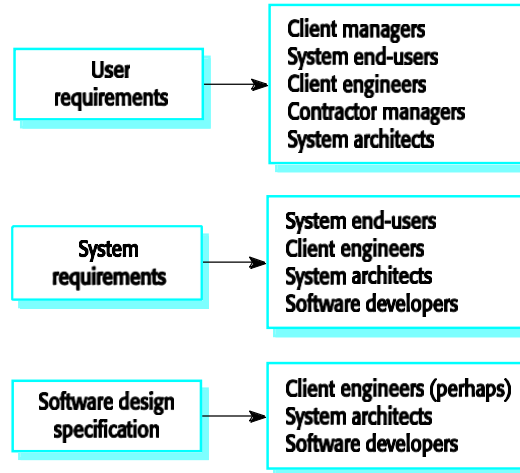 User
requirements
Client managers
System end-users
Client engineers
Contractor managers
System architects
System
requirements
System end-users
Client engineers
System architects
Software developers
Software design
specification
Client engineers (perhaps)
System architects
Software developers